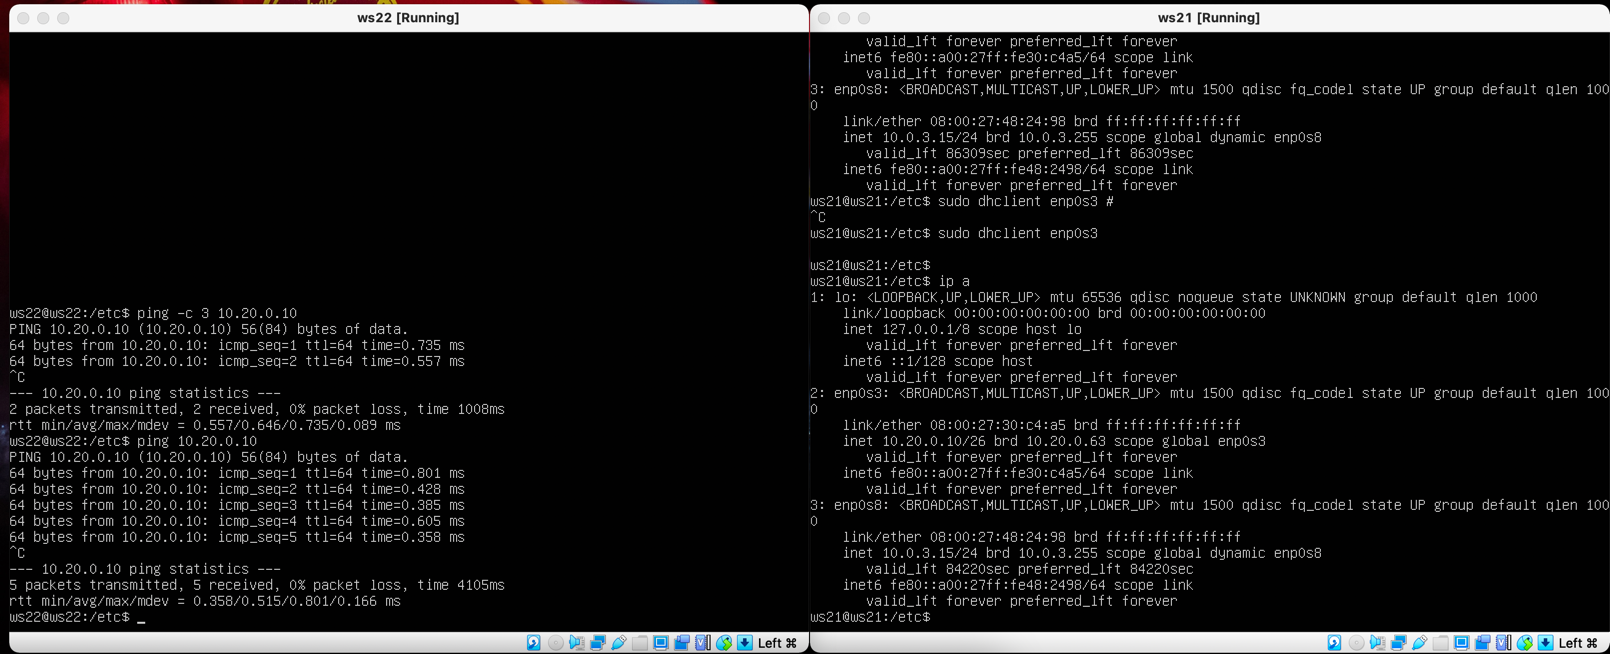 ws22 [Running]
ws22@ws22:/etc$ ping -c 3 10.20.0.10
PING 10.20.0.10 (10.20.0.10) 56(84) bytes of data.
64 bytes from 10.20.0.10: icmp_seq=1 ttl=64 time=0.735 ms
64 bytes from 10.20.0.10: icmp_seq=2 ttl=64 time=0.557 ms
^C
--- 10.20.0.10 ping statistics ---
2 packets transmitted, 2 received, 0% packet loss, time 1008ms
rtt min/avg/max/mdev = 0.557/0.646/0.735/0.089 ms
ws22@ws22:/etc$ ping 10.20.0.10
PING 10.20.0.10 (10.20.0.10) 56(84) bytes of data.
64 bytes from 10.20.0.10: icmp_seq=1 ttl=64 time=0.801 ms
64 bytes from 10.20.0.10: icmp_seq=2 ttl=64 time=0.428 ms
64 bytes from 10.20.0.10: icmp_seq=3 ttl=64 time=0.385 ms
64 bytes from 10.20.0.10: icmp_seq=4 ttl=64 time=0.605 ms
64 bytes from 10.20.0.10: icmp_seq=5 ttl=64 time=0.358 ms
^C
--- 10.20.0.10 ping statistics ---
5 packets transmitted, 5 received, 0% packet loss, time 4105ms
rtt min/avg/max/mdev = 0.358/0.515/0.801/0.166 ms
ws22@ws22:/etc$ _
Left ⌘
ws21 [Running]
valid_lft forever preferred_lft forever
inet6 fe80::a00:27ff:fe30:c4a5/64 scope link
valid_lft forever preferred_lft forever
3: enp0s8: <BROADCAST,MULTICAST,UP,LOWER_UP> mtu 1500 qdisc fq_codel state UP group default qlen 100
0
link/ether 08:00:27:48:24:98 brd ff:ff:ff:ff:ff:ff
inet 10.0.3.15/24 brd 10.0.3.255 scope global dynamic enp0s8
valid_lft 86309sec preferred_lft 86309sec
inet6 fe80::a00:27ff:fe48:2498/64 scope link
valid_lft forever preferred_lft forever
ws21@ws21:/etc$ sudo dhclient enp0s3 #
^C
ws21@ws21:/etc$ sudo dhclient enp0s3
ws21@ws21:/etc$
ws21@ws21:/etc$ ip a
1: lo: <LOOPBACK,UP,LOWER_UP> mtu 65536 qdisc noqueue state UNKNOWN group default qlen 1000
link/loopback 00:00:00:00:00:00 brd 00:00:00:00:00:00
inet 127.0.0.1/8 scope host lo
valid_lft forever preferred_lft forever
inet6 ::1/128 scope host
valid_lft forever preferred_lft forever
2: enp0s3: <BROADCAST,MULTICAST,UP,LOWER_UP> mtu 1500 qdisc fq_codel state UP group default qlen 100
0
link/ether 08:00:27:30:c4:a5 brd ff:ff:ff:ff:ff:ff
inet 10.20.0.10/26 brd 10.20.0.63 scope global enp0s3
valid_lft forever preferred_lft forever
inet6 fe80::a00:27ff:fe30:c4a5/64 scope link
valid_lft forever preferred_lft forever
3: enp0s8: <BROADCAST,MULTICAST,UP,LOWER_UP> mtu 1500 qdisc fq_codel state UP group default qlen 100
0
link/ether 08:00:27:48:24:98 brd ff:ff:ff:ff:ff:ff
inet 10.0.3.15/24 brd 10.0.3.255 scope global dynamic enp0s8
valid_lft 84220sec preferred_lft 84220sec
inet6 fe80::a00:27ff:fe48:2498/64 scope link
valid_lft forever preferred_lft forever
ws21@ws21:/etc$
Left ⌘